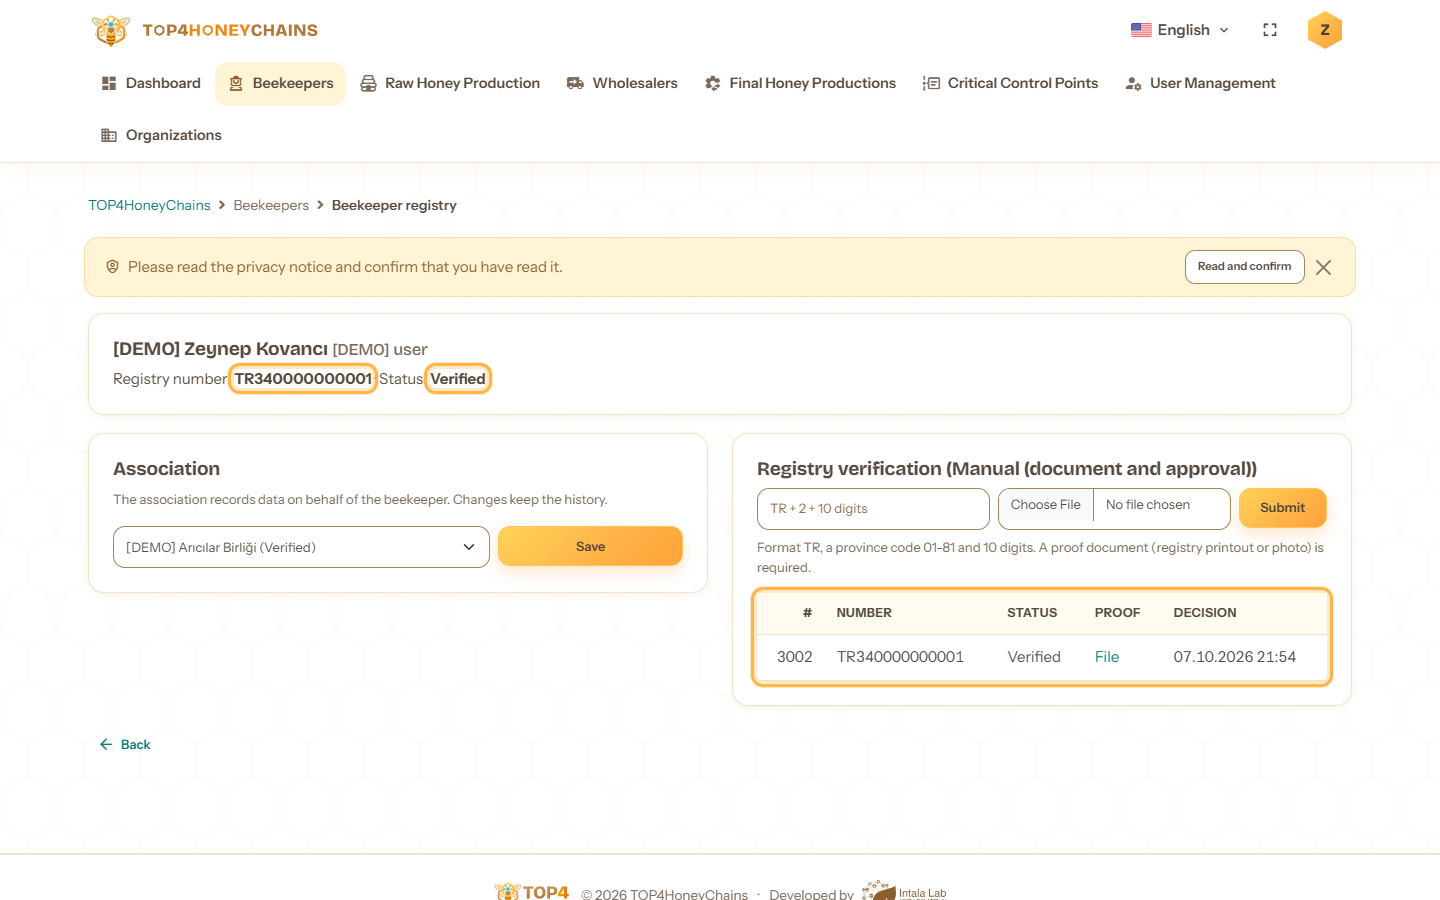 TOP4HONEYCHAINS
English
Z
Dashboard
Beekeepers
Raw Honey Production
Wholesalers
Final Honey Productions
Critical Control Points
User Management
Organizations
TOP4HoneyChains > Beekeepers > Beekeeper registry
Please read the privacy notice and confirm that you have read it.
Read and confirm
[DEMO] Zeynep Kovancı [DEMO] user
Registry number TR340000000001 Status Verified
Association
The association records data on behalf of the beekeeper. Changes keep the history.
[DEMO] Arıcılar Birliği (Verified)
Save
Registry verification (Manual (document and approval))
TR + 2 + 10 digits
Choose File No file chosen
Submit
Format TR, a province code 01-81 and 10 digits. A proof document (registry printout or photo) is
required.
# NUMBER STATUS PROOF DECISION
3002 TR340000000001 Verified File 07.10.2026 21:54
Back
TOP4 © 2026 TOP4HoneyChains · Developed by Intala Lab